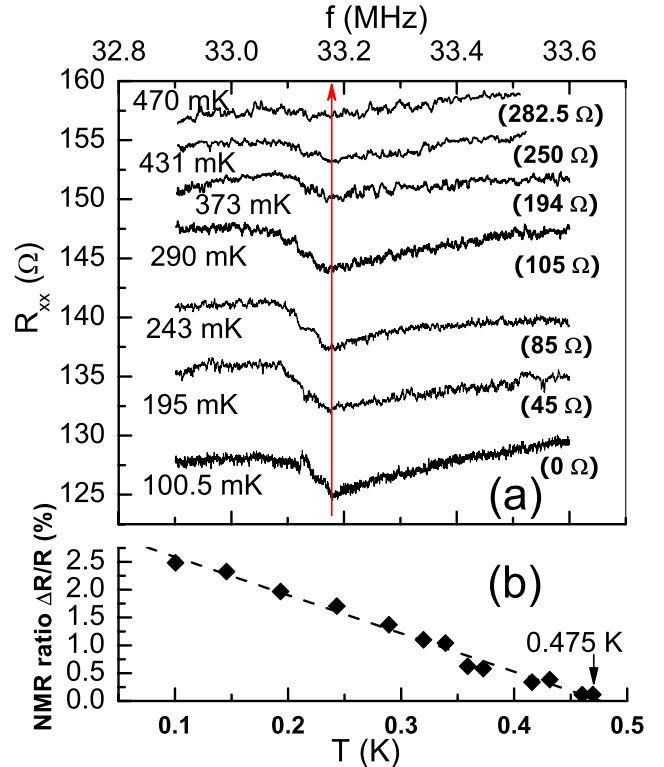 f (MHz)
32.8 33.0 33.2 33.4 33.6
160
470 mK
(282.5 Ω)
155
431 mK
(250 Ω)
150
373 mK
(194 Ω)
R_xx (Ω)
145
290 mK
(105 Ω)
140
243 mK
(85 Ω)
135
195 mK
(45 Ω)
130
100.5 mK
(0 Ω)
125
(a)
NMR ratio ΔR/R (%)
2.5
2.0
1.5
1.0
0.5
0.0
(b)
0.475 K
0.1 0.2 0.3 0.4 0.5
T (K)